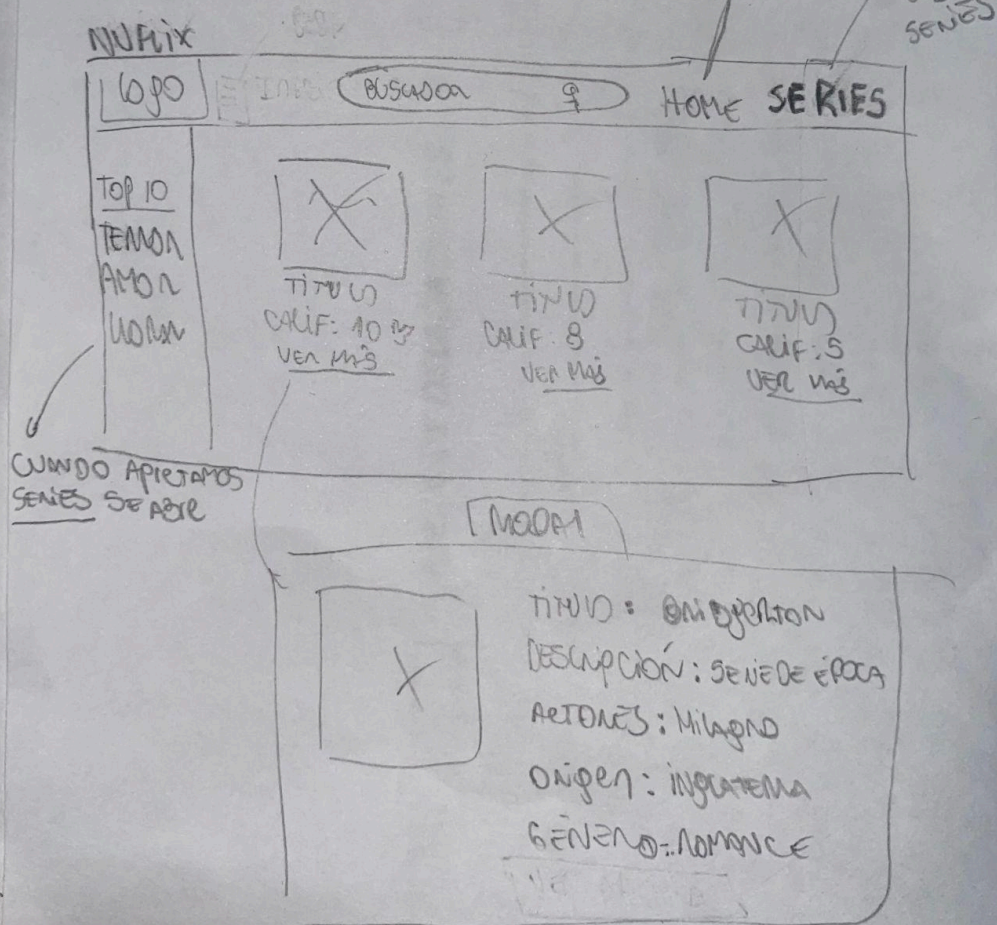 NUFLIX
SERIES
LOGO
BUSCADOR
HOME SERIES
TOP 10
TERROR
AMOR
TITULO
CALIF: 10
VER MÁS
TITULO
CALIF: 8
VER MÁS
TITULO
CALIF: 5
VER MÁS
CUANDO APRETAMOS
SERIES SE ABRE
MODAL
TÍTULO: BRIDGERTON
DESCRIPCIÓN: SERIE DE ÉPOCA
ACTORES: MILAGRO
ORIGEN: INGLATERRA
GÉNERO: ROMANCE